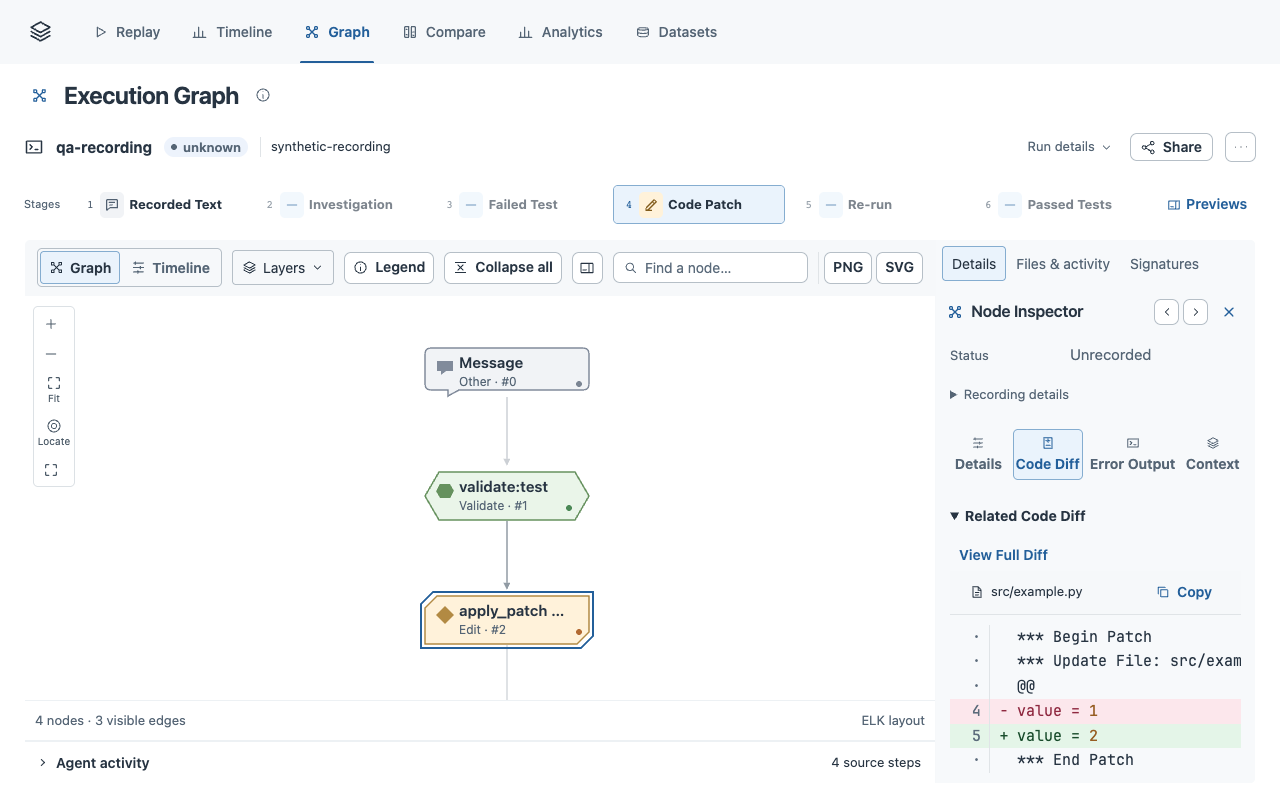 Replay Timeline Graph Compare Analytics Datasets
Execution Graph
qa-recording unknown synthetic-recording Run details Share
Stages 1 Recorded Text 2 Investigation 3 Failed Test 4 Code Patch 5 Re-run 6 Passed Tests Previews
Graph Timeline Layers Legend Collapse all Find a node... PNG SVG
Fit
Locate
Message
Other · #0
validate:test
Validate · #1
apply_patch ...
Edit · #2
4 nodes · 3 visible edges ELK layout
Agent activity 4 source steps
Details Files & activity Signatures
Node Inspector
Status Unrecorded
Recording details
Details Code Diff Error Output Context
Related Code Diff
View Full Diff
src/example.py Copy
· *** Begin Patch
· *** Update File: src/exam
· @@
4 - value = 1
5 + value = 2
· *** End Patch